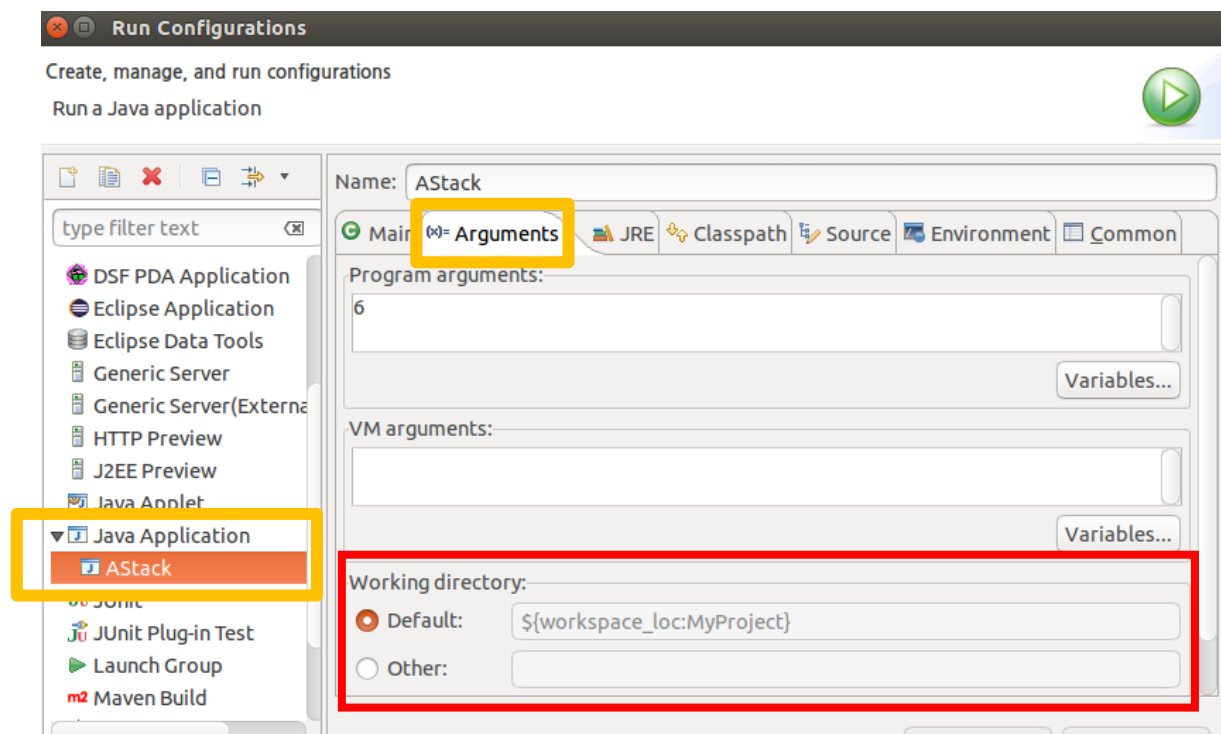 Run Configurations
Create, manage, and run configurations
Run a Java application
Name: AStack
type filter text
Main (x)= Arguments JRE Classpath Source Environment Common
DSF PDA Application
Eclipse Application
Eclipse Data Tools
Generic Server
Generic Server(Externa
HTTP Preview
J2EE Preview
Java Applet
Java Application
AStack
JUnit
JUnit Plug-in Test
Launch Group
m2 Maven Build
Program arguments:
6
Variables...
VM arguments:
Variables...
Working directory:
Default: ${workspace_loc:MyProject}
Other: